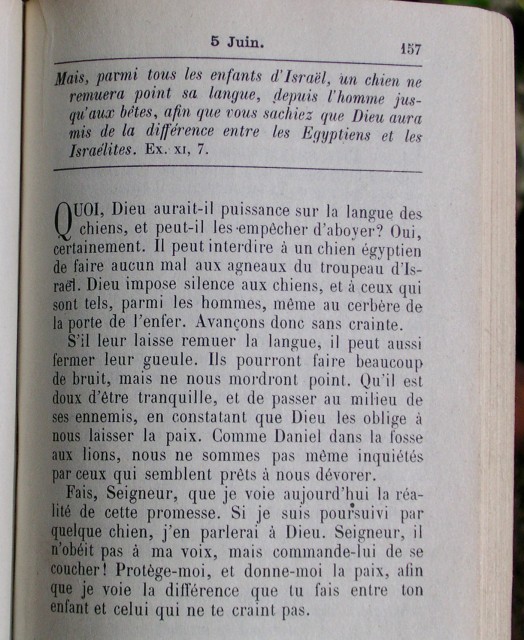 5 Juin.
157
Mais, parmi tous les enfants d'Israël, un chien ne
remuera point sa langue, depuis l'homme jus-
qu'aux bêtes, afin que vous sachiez que Dieu aura
mis de la différence entre les Egyptiens et les
Israélites. Ex. XI, 7.
QUOI, Dieu aurait-il puissance sur la langue des
chiens, et peut-il les empêcher d'aboyer? Oui,
certainement. Il peut interdire à un chien égyptien
de faire aucun mal aux agneaux du troupeau d'Is-
raël. Dieu impose silence aux chiens, et à ceux qui
sont tels, parmi les hommes, même au cerbère de
la porte de l'enfer. Avançons donc sans crainte.
S'il leur laisse remuer la langue, il peut aussi
fermer leur gueule. Ils pourront faire beaucoup
de bruit, mais ne nous mordront point. Qu'il est
doux d'être tranquille, et de passer au milieu de
ses ennemis, en constatant que Dieu les oblige à
nous laisser la paix. Comme Daniel dans la fosse
aux lions, nous ne sommes pas même inquiétés
par ceux qui semblent prêts à nous dévorer.
Fais, Seigneur, que je voie aujourd'hui la réa-
lité de cette promesse. Si je suis poursuivi par
quelque chien, j'en parlerai à Dieu. Seigneur, il
n'obéit pas à ma voix, mais commande-lui de se
coucher! Protège-moi, et donne-moi la paix, afin
que je voie la différence que tu fais entre ton
enfant et celui qui ne te craint pas.